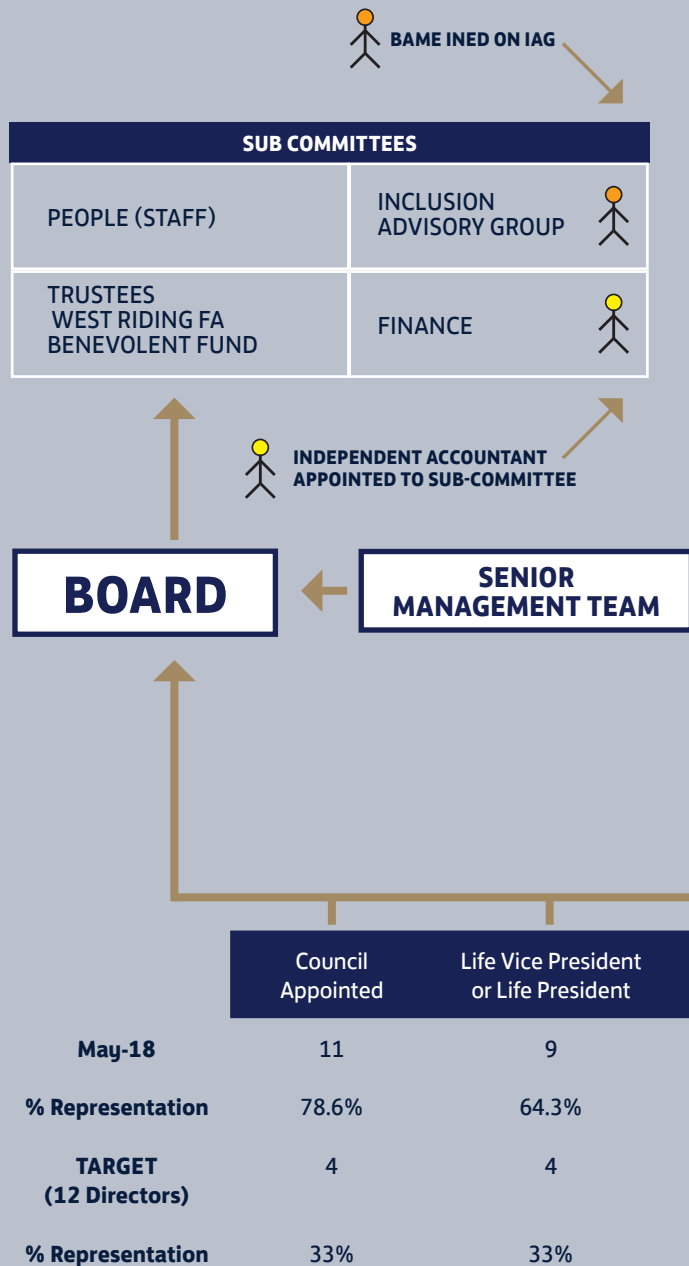 BAME INED ON IAG
SUB COMMITTEES
PEOPLE (STAFF)
INCLUSION
ADVISORY GROUP
TRUSTEES
WEST RIDING FA
BENEVOLENT FUND
FINANCE
INDEPENDENT ACCOUNTANT
APPOINTED TO SUB-COMMITTEE
BOARD
SENIOR
MANAGEMENT TEAM
Council
Appointed
Life Vice President
or Life President
May-18 11 9
% Representation 78.6% 64.3%
TARGET
(12 Directors) 4 4
% Representation 33% 33%